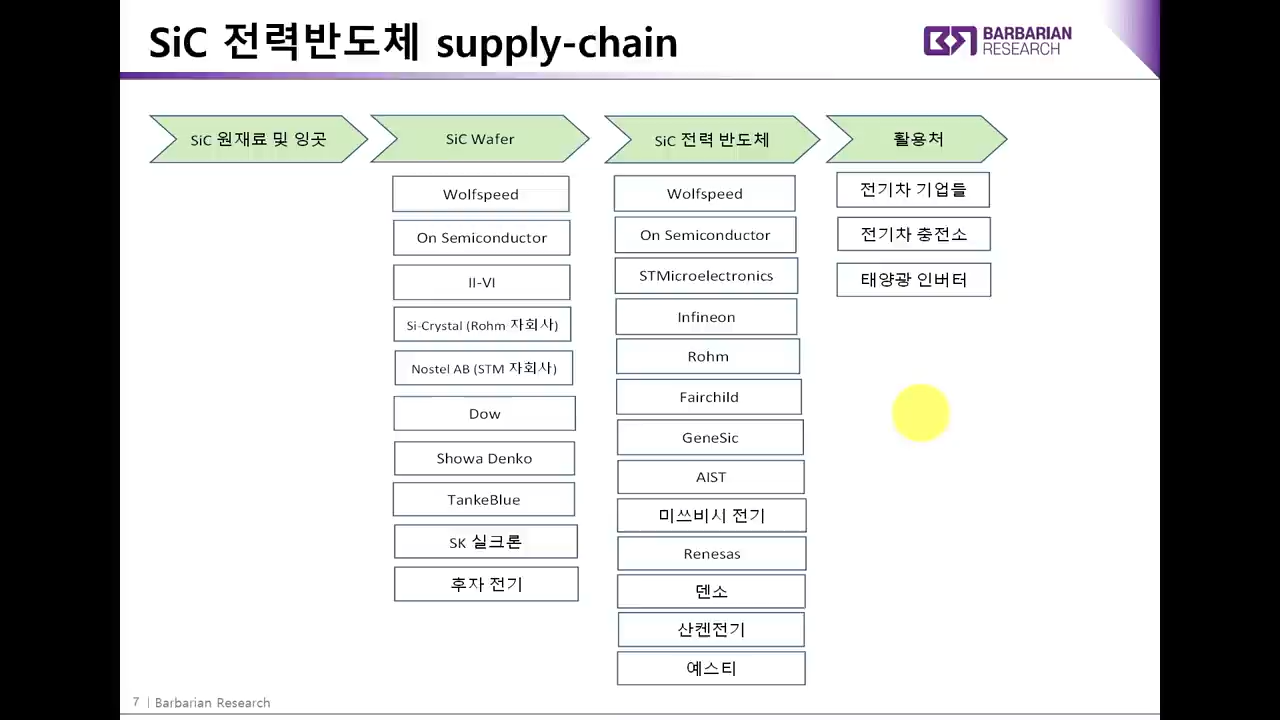 SiC 전력반도체 supply-chain
BARBARIAN
RESEARCH
SiC 원재료 및 잉곳
SiC Wafer
Wolfspeed
On Semiconductor
II-VI
Si-Crystal (Rohm 자회사)
Nostel AB (STM 자회사)
Dow
Showa Denko
TankeBlue
SK 실크론
후자 전기
SiC 전력 반도체
Wolfspeed
On Semiconductor
STMicroelectronics
Infineon
Rohm
Fairchild
GeneSic
AIST
미쓰비시 전기
Renesas
덴소
산켄전기
예스티
활용처
전기차 기업들
전기차 충전소
태양광 인버터
7 | Barbarian Research